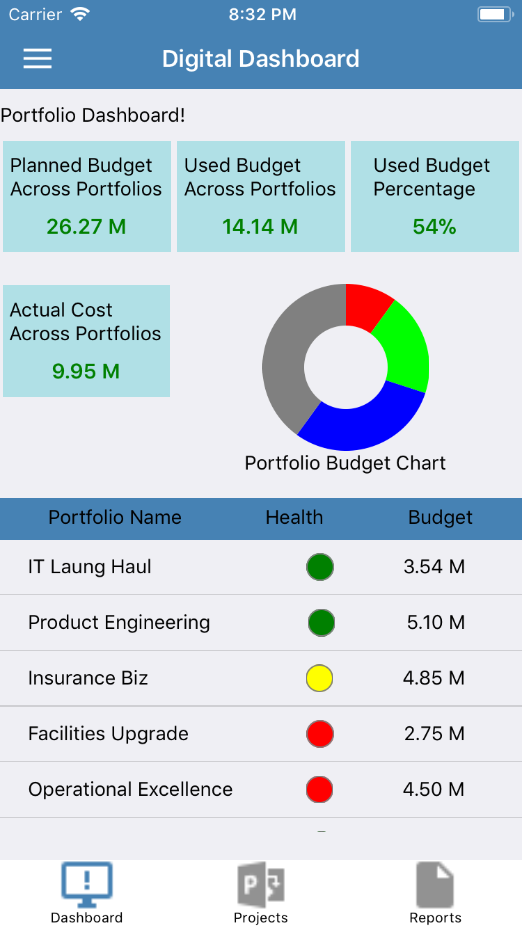 Carrier 8:32 PM
Digital Dashboard
Portfolio Dashboard!
Planned Budget
Across Portfolios
26.27 M
Used Budget
Across Portfolios
14.14 M
Used Budget
Percentage
54%
Actual Cost
Across Portfolios
9.95 M
Portfolio Budget Chart
Portfolio Name Health Budget
IT Laung Haul 3.54 M
Product Engineering 5.10 M
Insurance Biz 4.85 M
Facilities Upgrade 2.75 M
Operational Excellence 4.50 M
P
Dashboard Projects Reports